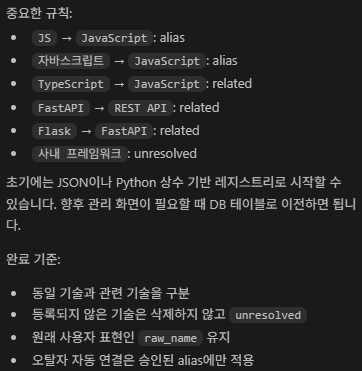 중요한 규칙:
• JS → JavaScript: alias
• 자바스크립트 → JavaScript: alias
• TypeScript → JavaScript: related
• FastAPI → REST API: related
• Flask → FastAPI: related
• 사내 프레임워크: unresolved
초기에는 JSON이나 Python 상수 기반 레지스트리로 시작할 수
있습니다. 향후 관리 화면이 필요할 때 DB 테이블로 이전하면 됩니
다.
완료 기준:
• 동일 기술과 관련 기술을 구분
• 등록되지 않은 기술은 삭제하지 않고 unresolved
• 원래 사용자 표현인 raw_name 유지
• 오탈자 자동 연결은 승인된 alias에만 적용